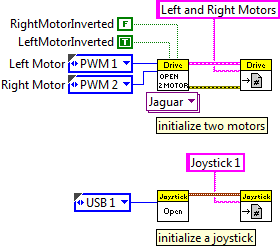 Left and Right Motors
RightMotorInverted F
LeftMotorInverted T
Drive
Drive
Left Motor PWM 1
OPEN
2 MOTOR
Right Motor PWM 2
#
Jaguar
initialize two motors
Joystick 1
Joystick
Joystick
USB 1
Open
#
initialize a joystick